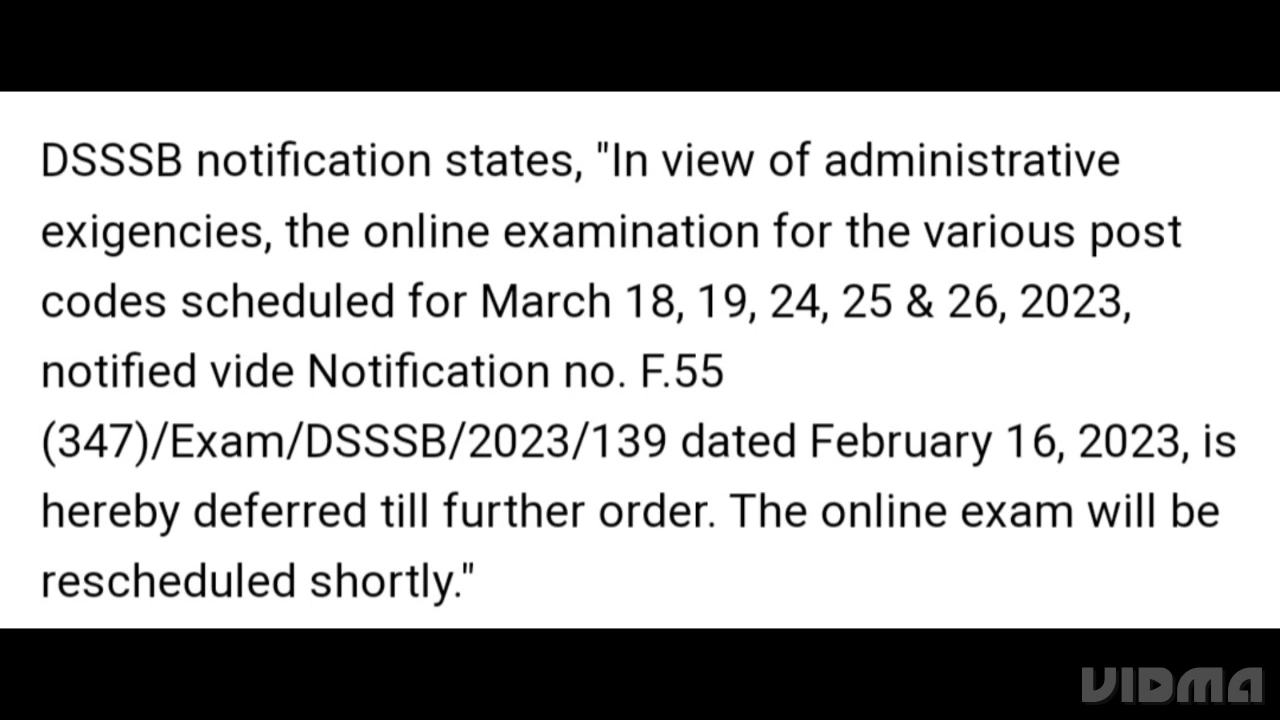 DSSSB notification states, "In view of administrative
exigencies, the online examination for the various post
codes scheduled for March 18, 19, 24, 25 & 26, 2023,
notified vide Notification no. F.55
(347)/Exam/DSSSB/2023/139 dated February 16, 2023, is
hereby deferred till further order. The online exam will be
rescheduled shortly."
VIDMA